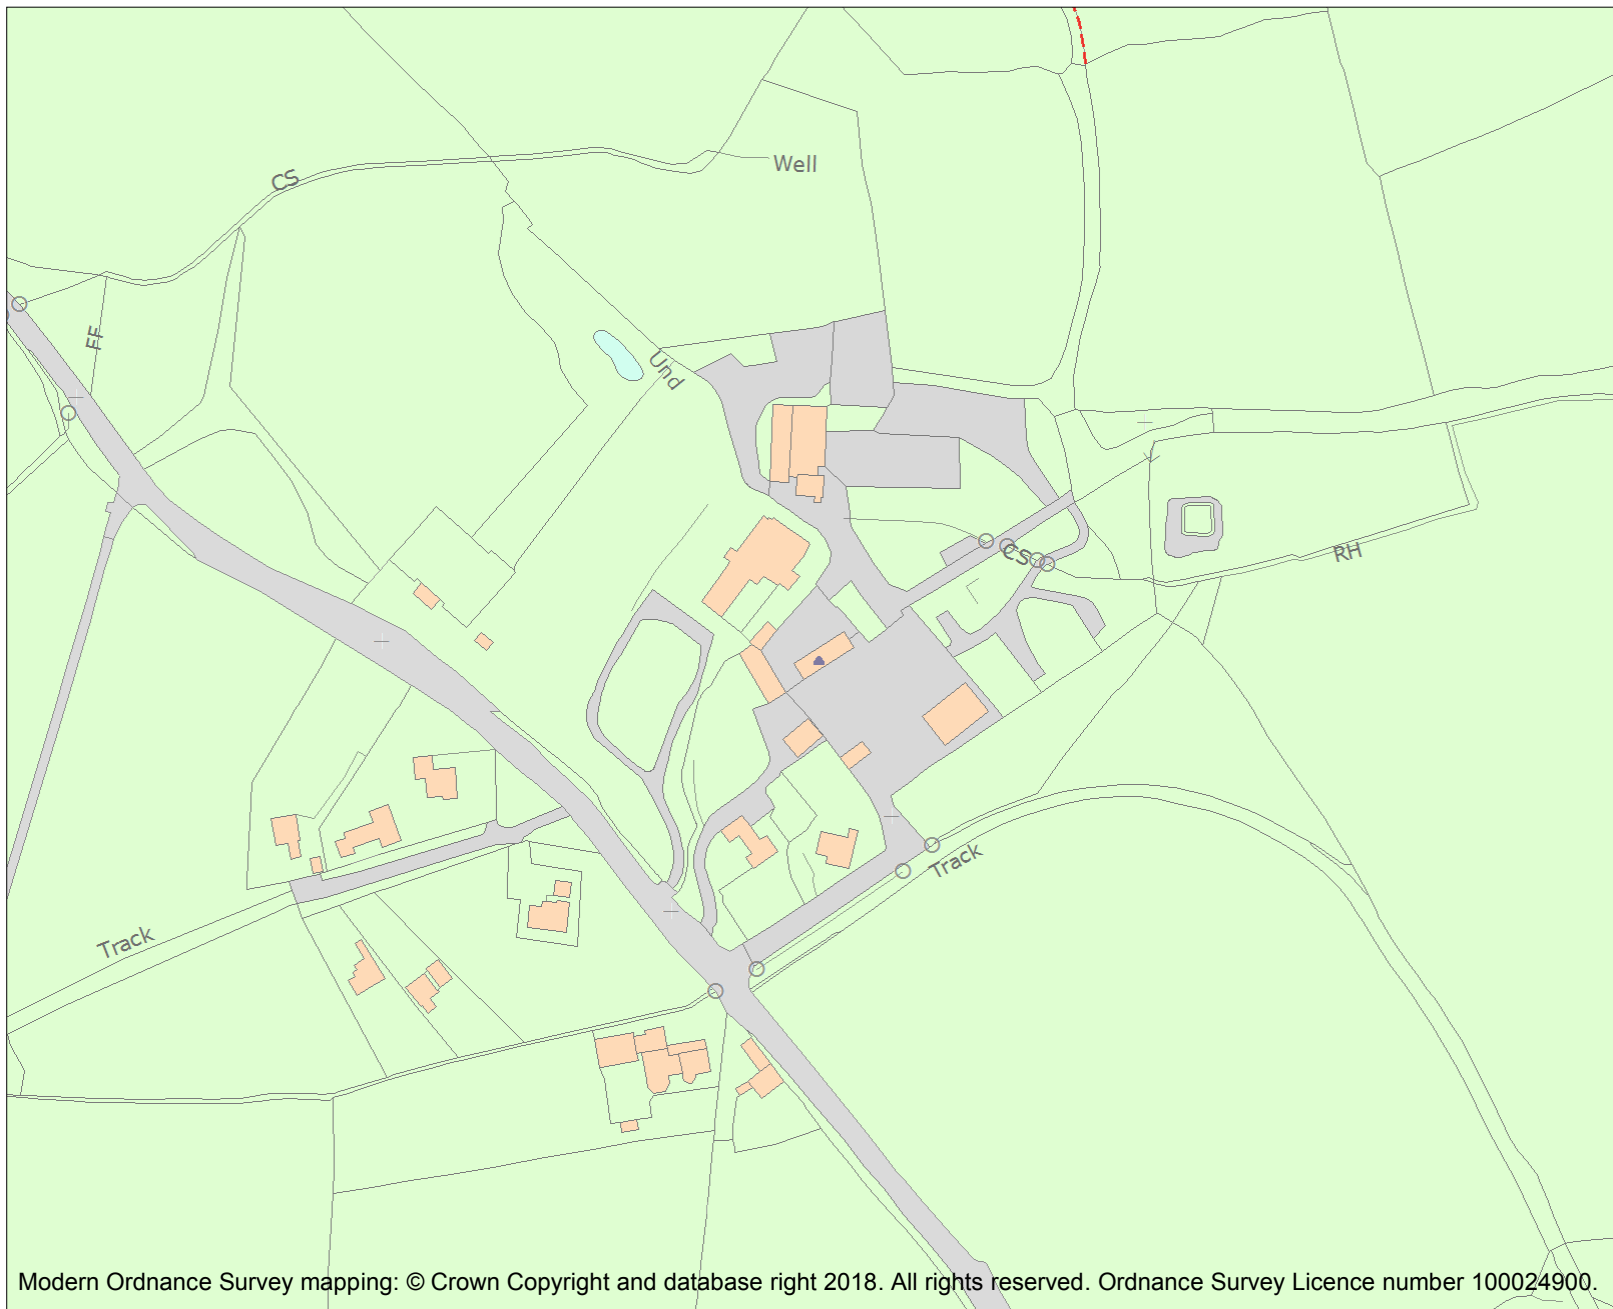 Well
CS
FF
Und
CS
RH
Track
Track
Modern Ordnance Survey mapping: © Crown Copyright and database right 2018. All rights reserved. Ordnance Survey Licence number 100024900.